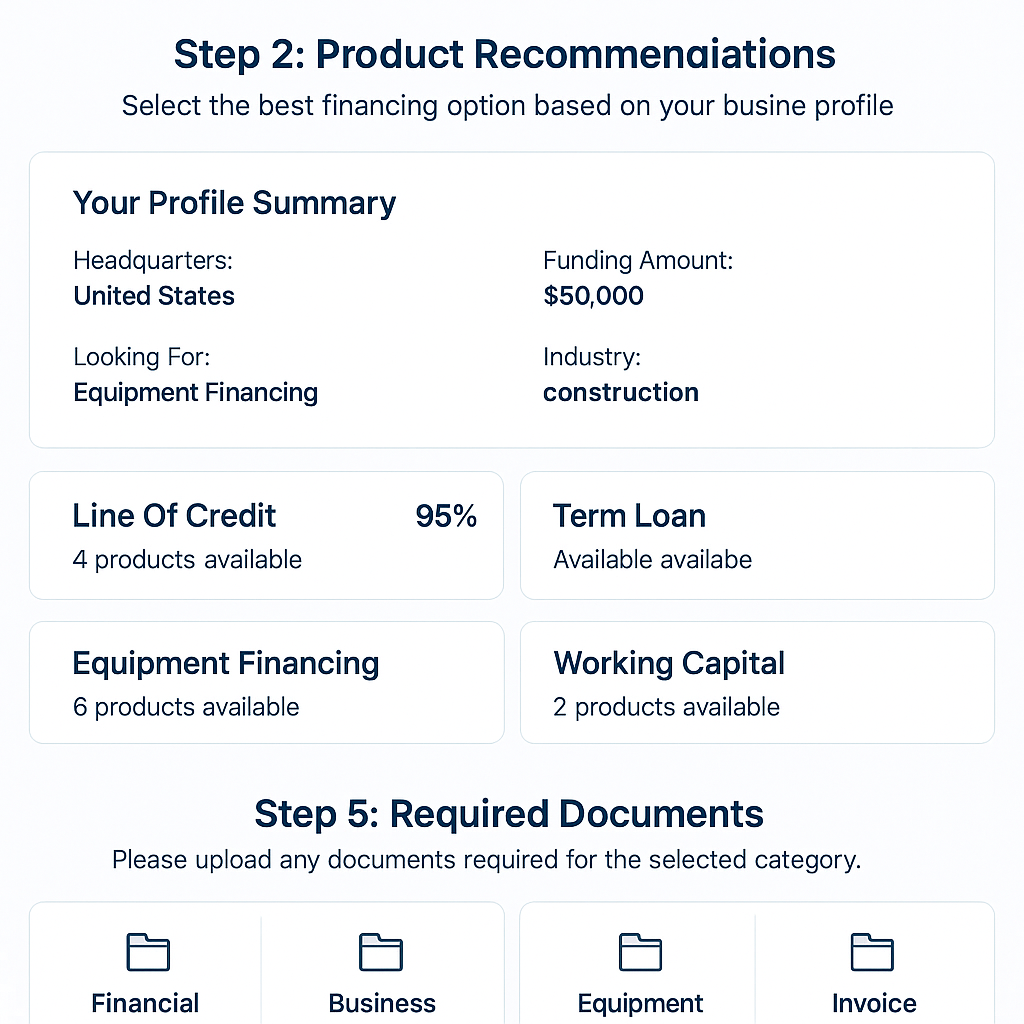 Step 2: Product Recommengiations
Select the best financing option based on your busine profile
Your Profile Summary
Headquarters:
United States
Funding Amount:
$50,000
Looking For:
Equipment Financing
Industry:
construction
Line Of Credit 95%
4 products available
Term Loan
Available availabe
Equipment Financing
6 products available
Working Capital
2 products available
Step 5: Required Documents
Please upload any documents required for the selected category.
Financial
Business
Equipment
Invoice